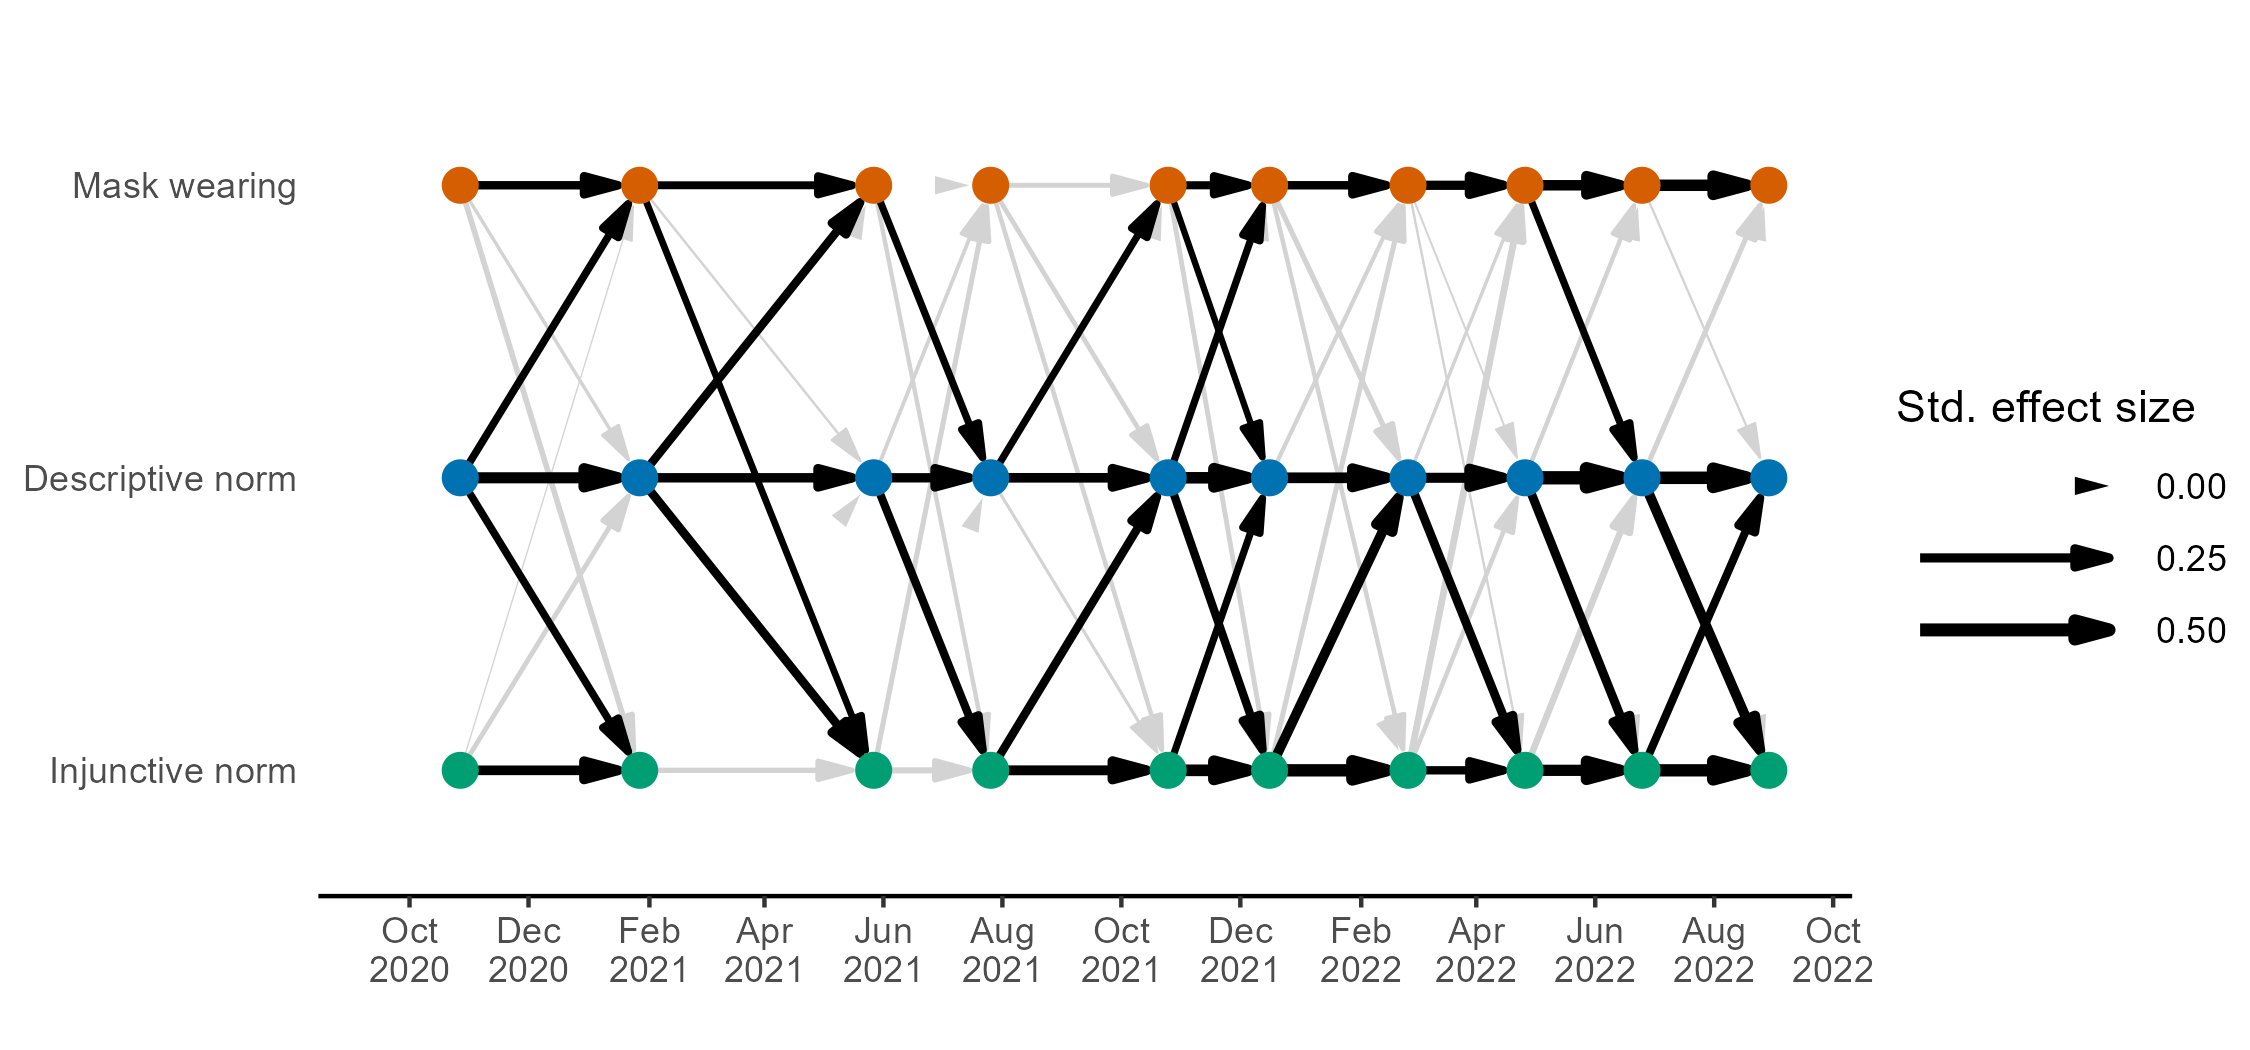 Mask wearing
Descriptive norm
Injunctive norm
Std. effect size
0.00
0.25
0.50
Oct Dec Feb Apr Jun Aug Oct Dec Feb Apr Jun Aug Oct
2020 2020 2021 2021 2021 2021 2021 2021 2022 2022 2022 2022 2022